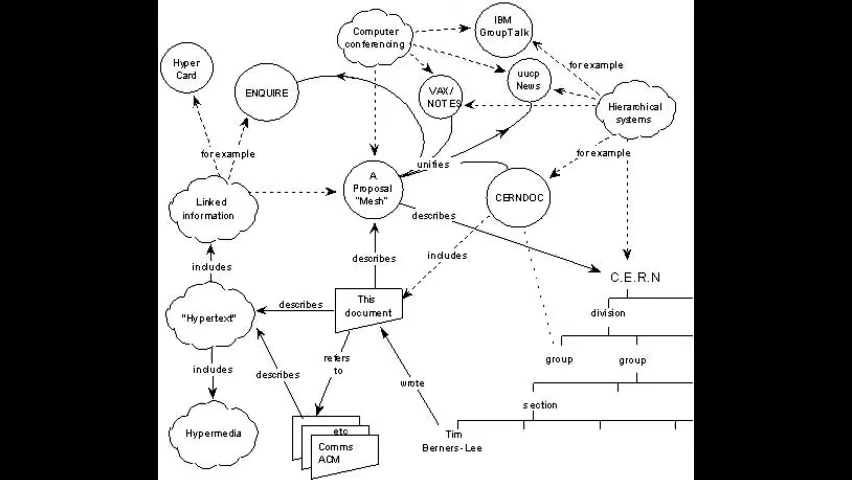 IBM
GroupTalk
Computer
conferencing
Hyper
Card
for example
uucp
News
ENQUIRE
VAX/
NOTES
Hierarchical
systems
for example
for example
unifies
A
Proposal
"Mesh"
CERNDOC
Linked
information
describes
includes
describes
includes
C.E.R.N
This
document
describes
"Hypertext"
division
refers
to
group
group
includes
describes
wrote
section
etc
Hypermedia
Comms
ACM
Tim
Berners-Lee